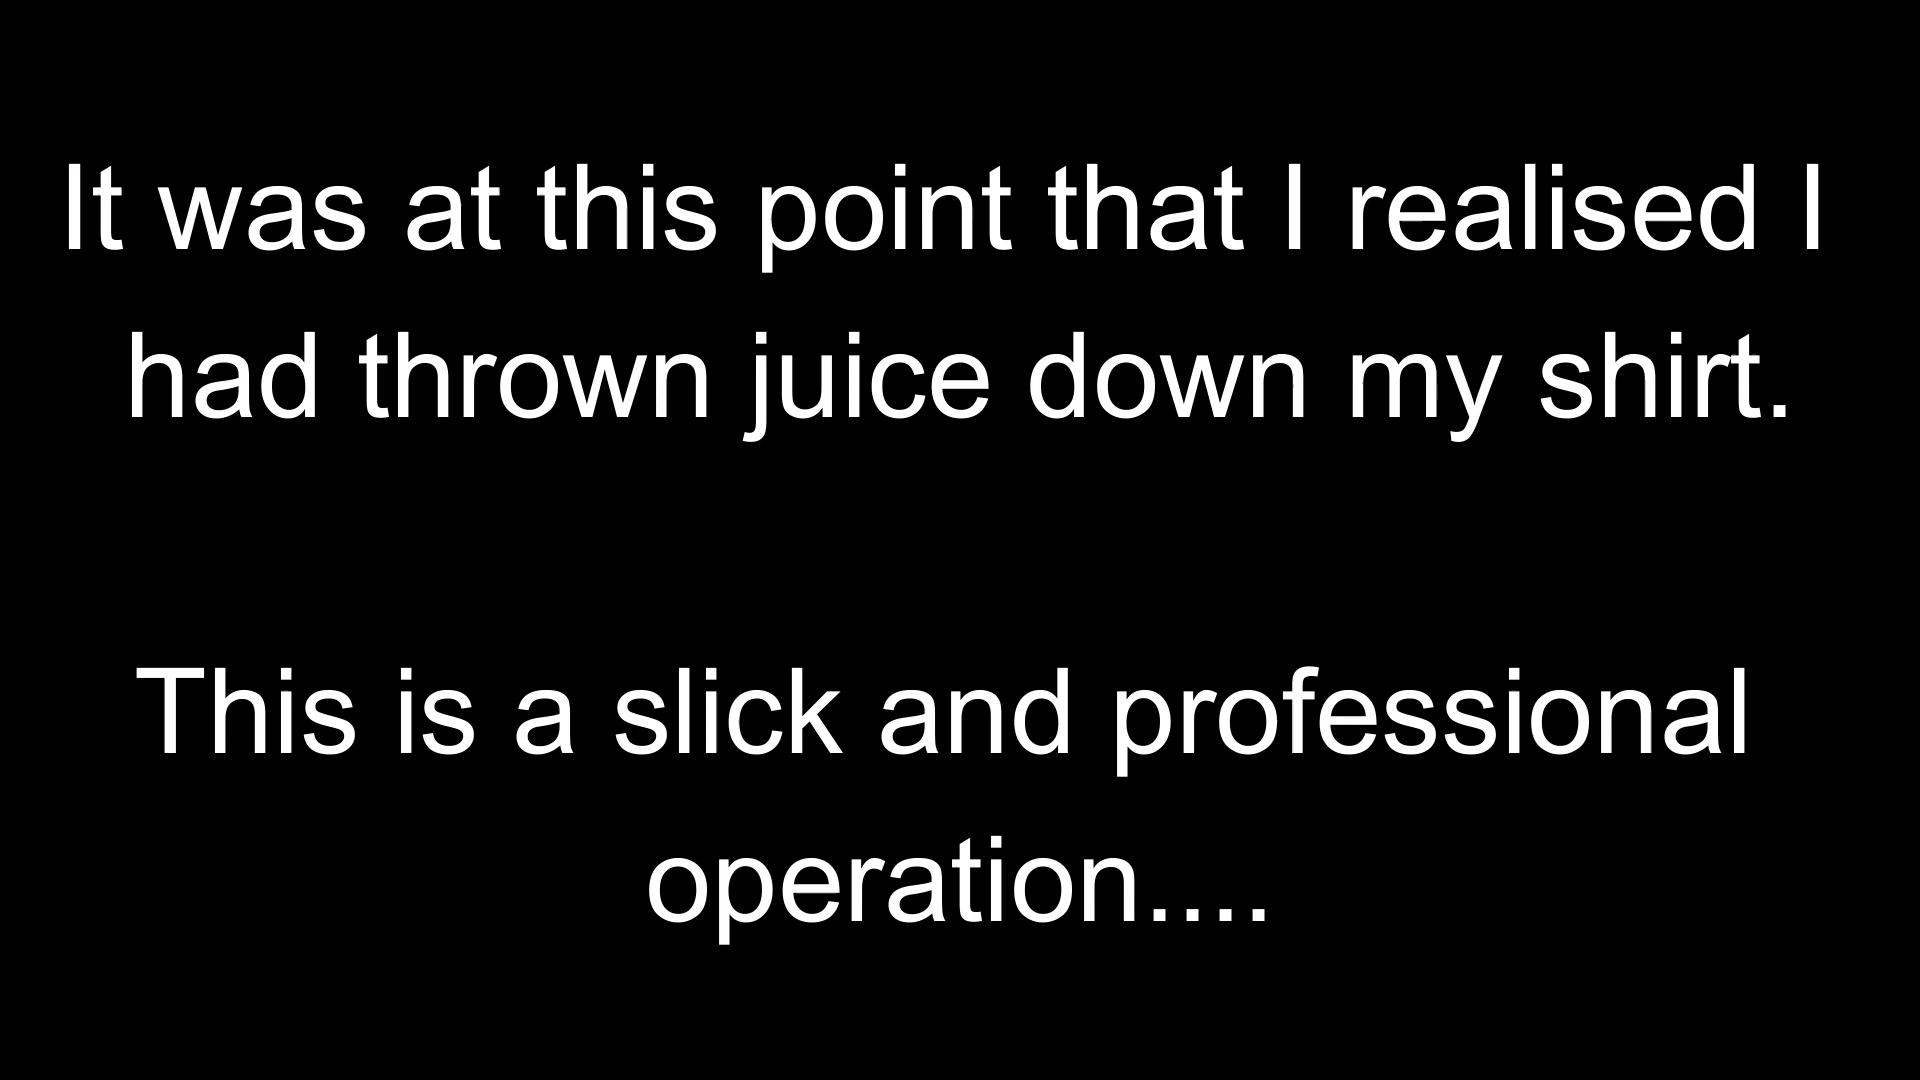 It was at this point that I realised I
had thrown juice down my shirt.
This is a slick and professional
operation....